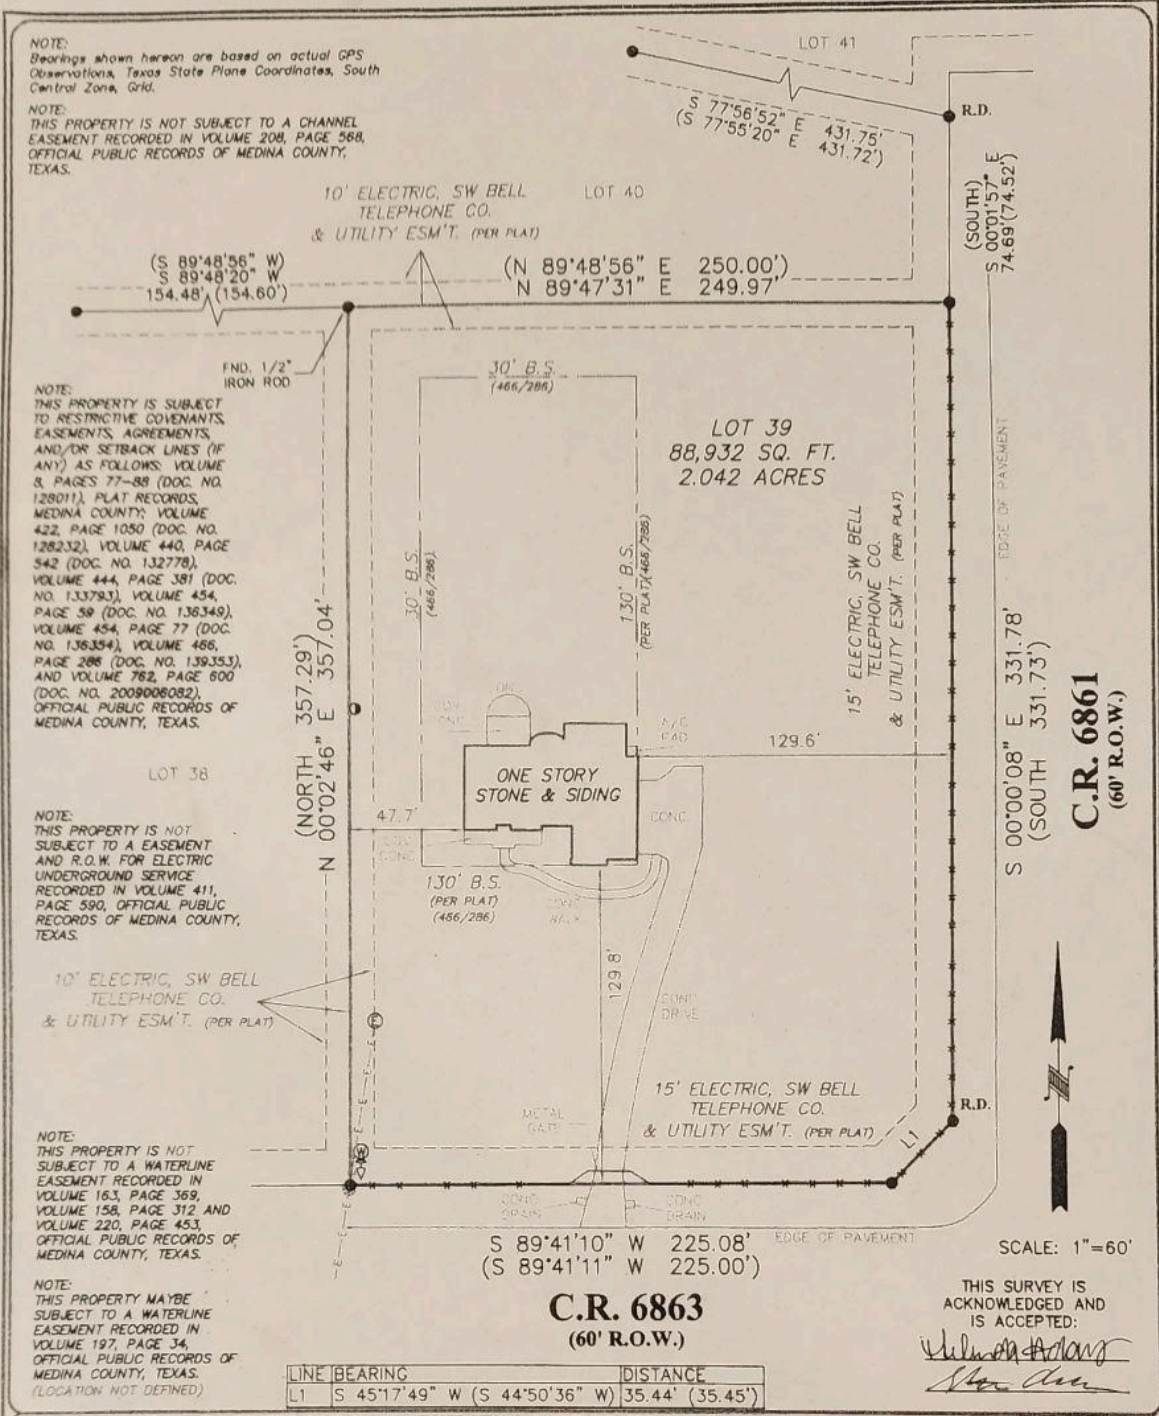 NOTE:
Bearings shown hereon are based on actual GPS
Observations, Texas State Plane Coordinates, South
Central Zone, Grid.
NOTE:
THIS PROPERTY IS NOT SUBJECT TO A CHANNEL
EASEMENT RECORDED IN VOLUME 208, PAGE 568,
OFFICIAL PUBLIC RECORDS OF MEDINA COUNTY,
TEXAS.
LOT 41
R.D.
S 77°56'52" E 431.75'
(S 77°55'20" E 431.72')
(SOUTH)
S 00°01'57" E
74.69'(74.52')
10' ELECTRIC, SW BELL
TELEPHONE CO.
& UTILITY ESM'T. (PER PLAT)
LOT 40
(S 89°48'56" W)
S 89°48'20" W
154.48' (154.60')
(N 89°48'56" E 250.00')
N 89°47'31" E 249.97'
FND. 1/2"
IRON ROD
30' B.S.
(466/286)
LOT 39
88,932 SQ. FT.
2.042 ACRES
NOTE:
THIS PROPERTY IS SUBJECT
TO RESTRICTIVE COVENANTS,
EASEMENTS, AGREEMENTS,
AND/OR SETBACK LINES (IF
ANY) AS FOLLOWS: VOLUME
8, PAGES 77-88 (DOC. NO.
128011), PLAT RECORDS,
MEDINA COUNTY; VOLUME
422, PAGE 1050 (DOC. NO.
128232), VOLUME 440, PAGE
542 (DOC. NO. 132778),
VOLUME 444, PAGE 381 (DOC.
NO. 133793), VOLUME 454,
PAGE 59 (DOC. NO. 136349),
VOLUME 454, PAGE 77 (DOC.
NO. 136354), VOLUME 466,
PAGE 286 (DOC. NO. 139353),
AND VOLUME 762, PAGE 600
(DOC. NO. 2009006082),
OFFICIAL PUBLIC RECORDS OF
MEDINA COUNTY, TEXAS.
(NORTH 357.29')
N 00°02'46" E 357.04'
30' B.S.
(466/286)
130' B.S.
(PER PLAT)(466/286)
15' ELECTRIC, SW BELL
TELEPHONE CO.
& UTILITY ESM'T. (PER PLAT)
EDGE OF PAVEMENT
S 00°00'08" E 331.78'
(SOUTH 331.73')
C.R. 6861
(60' R.O.W.)
A/C
PAD
129.6'
ONE STORY
STONE & SIDING
LOT 38
47.7'
CONC.
COV.
CONC.
130' B.S.
(PER PLAT)
(466/286)
CONC.
WALK
NOTE:
THIS PROPERTY IS NOT
SUBJECT TO A EASEMENT
AND R.O.W. FOR ELECTRIC
UNDERGROUND SERVICE
RECORDED IN VOLUME 411,
PAGE 590, OFFICIAL PUBLIC
RECORDS OF MEDINA COUNTY,
TEXAS.
129.8'
CONC.
DRIVE
10' ELECTRIC, SW BELL
TELEPHONE CO.
& UTILITY ESM'T. (PER PLAT)
15' ELECTRIC, SW BELL
TELEPHONE CO.
& UTILITY ESM'T. (PER PLAT)
METAL
GATE
R.D.
L1
NOTE:
THIS PROPERTY IS NOT
SUBJECT TO A WATERLINE
EASEMENT RECORDED IN
VOLUME 163, PAGE 369,
VOLUME 158, PAGE 312 AND
VOLUME 220, PAGE 453,
OFFICIAL PUBLIC RECORDS OF
MEDINA COUNTY, TEXAS.
CONC.
DRAIN
CONC.
DRAIN
S 89°41'10" W 225.08'
(S 89°41'11" W 225.00')
EDGE OF PAVEMENT
C.R. 6863
(60' R.O.W.)
SCALE: 1"=60'
NOTE:
THIS PROPERTY MAYBE
SUBJECT TO A WATERLINE
EASEMENT RECORDED IN
VOLUME 197, PAGE 34,
OFFICIAL PUBLIC RECORDS OF
MEDINA COUNTY, TEXAS.
(LOCATION NOT DEFINED)
THIS SURVEY IS
ACKNOWLEDGED AND
IS ACCEPTED:
LINE BEARING DISTANCE
L1 S 45°17'49" W (S 44°50'36" W) 35.44' (35.45')